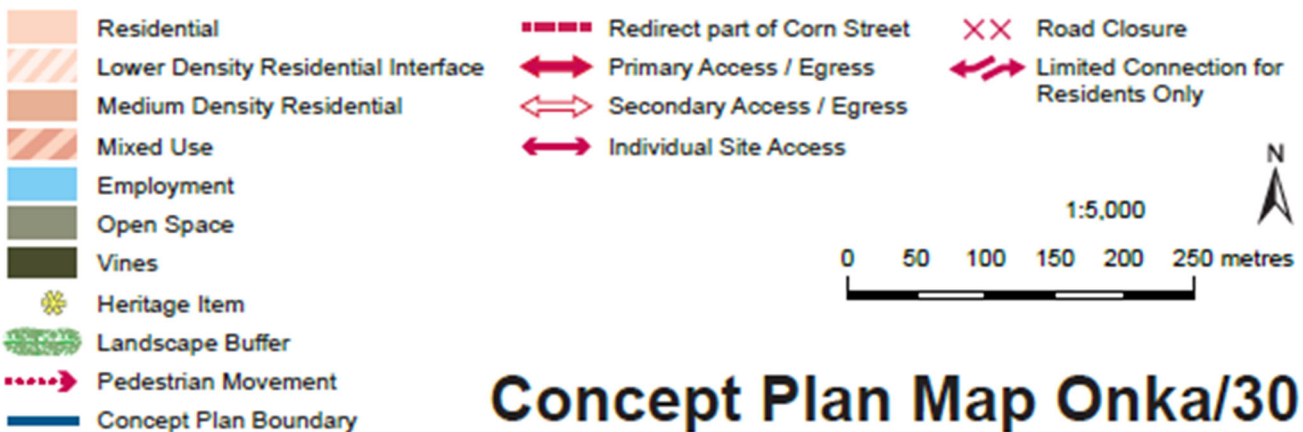 Residential
Lower Density Residential Interface
Medium Density Residential
Mixed Use
Employment
Open Space
Vines
Heritage Item
Landscape Buffer
Pedestrian Movement
Concept Plan Boundary
Redirect part of Corn Street
Primary Access / Egress
Secondary Access / Egress
Individual Site Access
Road Closure
Limited Connection for
Residents Only
N
1:5,000
0 50 100 150 200 250 metres
Concept Plan Map Onka/30